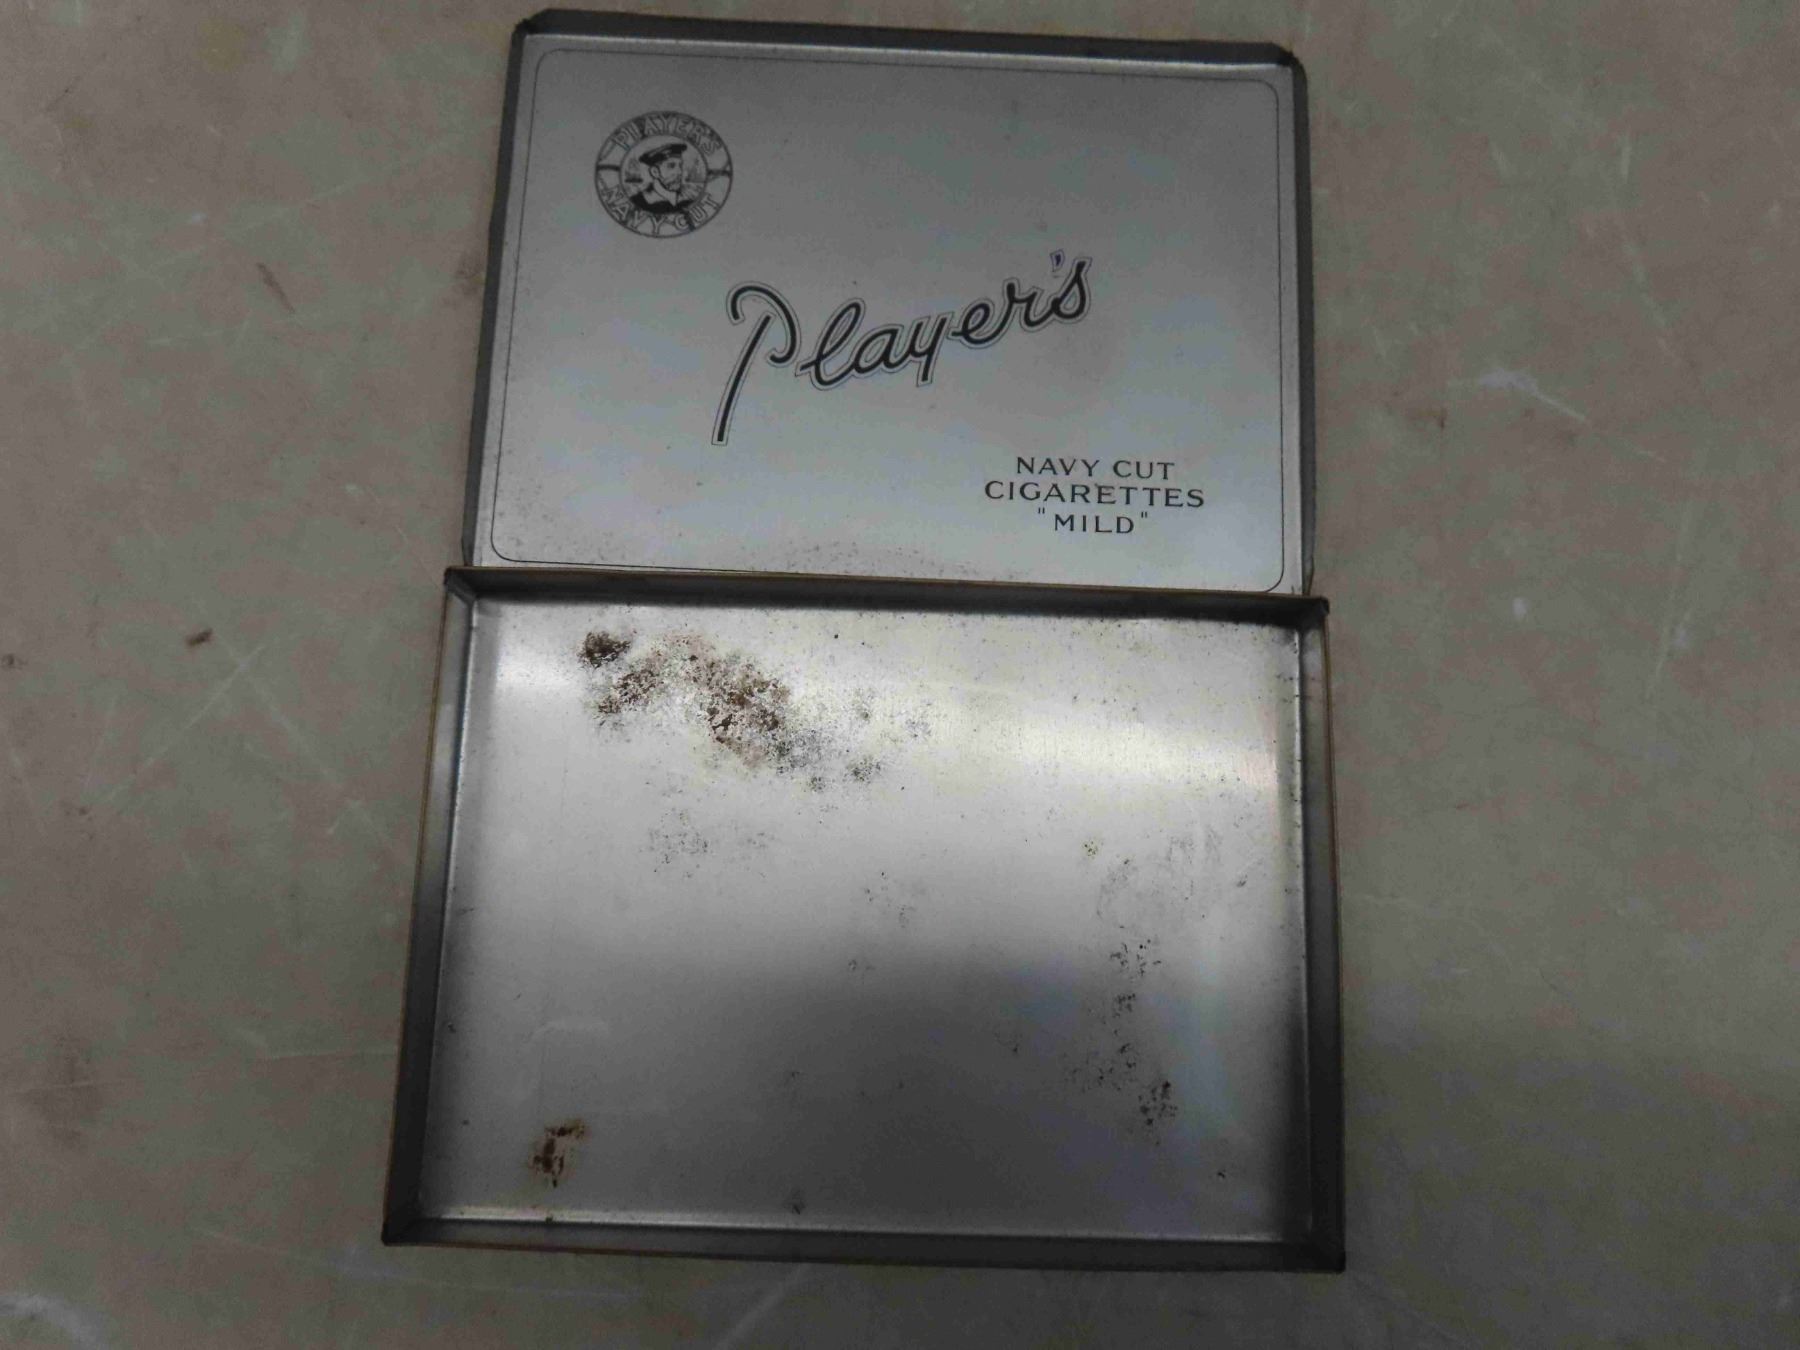 PLAYER'S
NAVY CUT
Player's
NAVY CUT
CIGARETTES
"MILD"